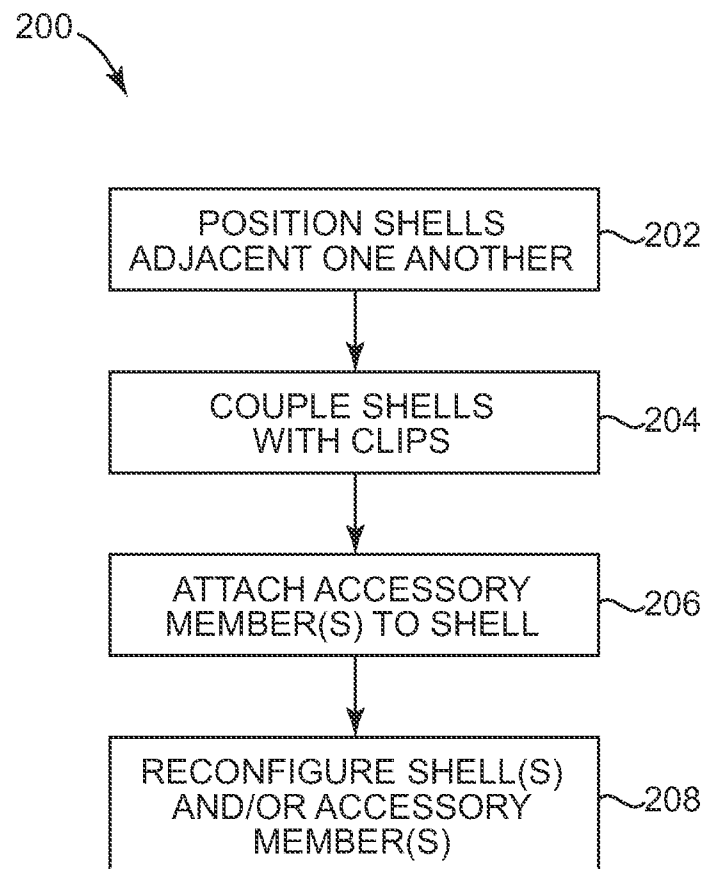 200
POSITION SHELLS
ADJACENT ONE ANOTHER
202
COUPLE SHELLS
WITH CLIPS
204
ATTACH ACCESSORY
MEMBER(S) TO SHELL
206
RECONFIGURE SHELL(S)
AND/OR ACCESSORY
MEMBER(S)
208